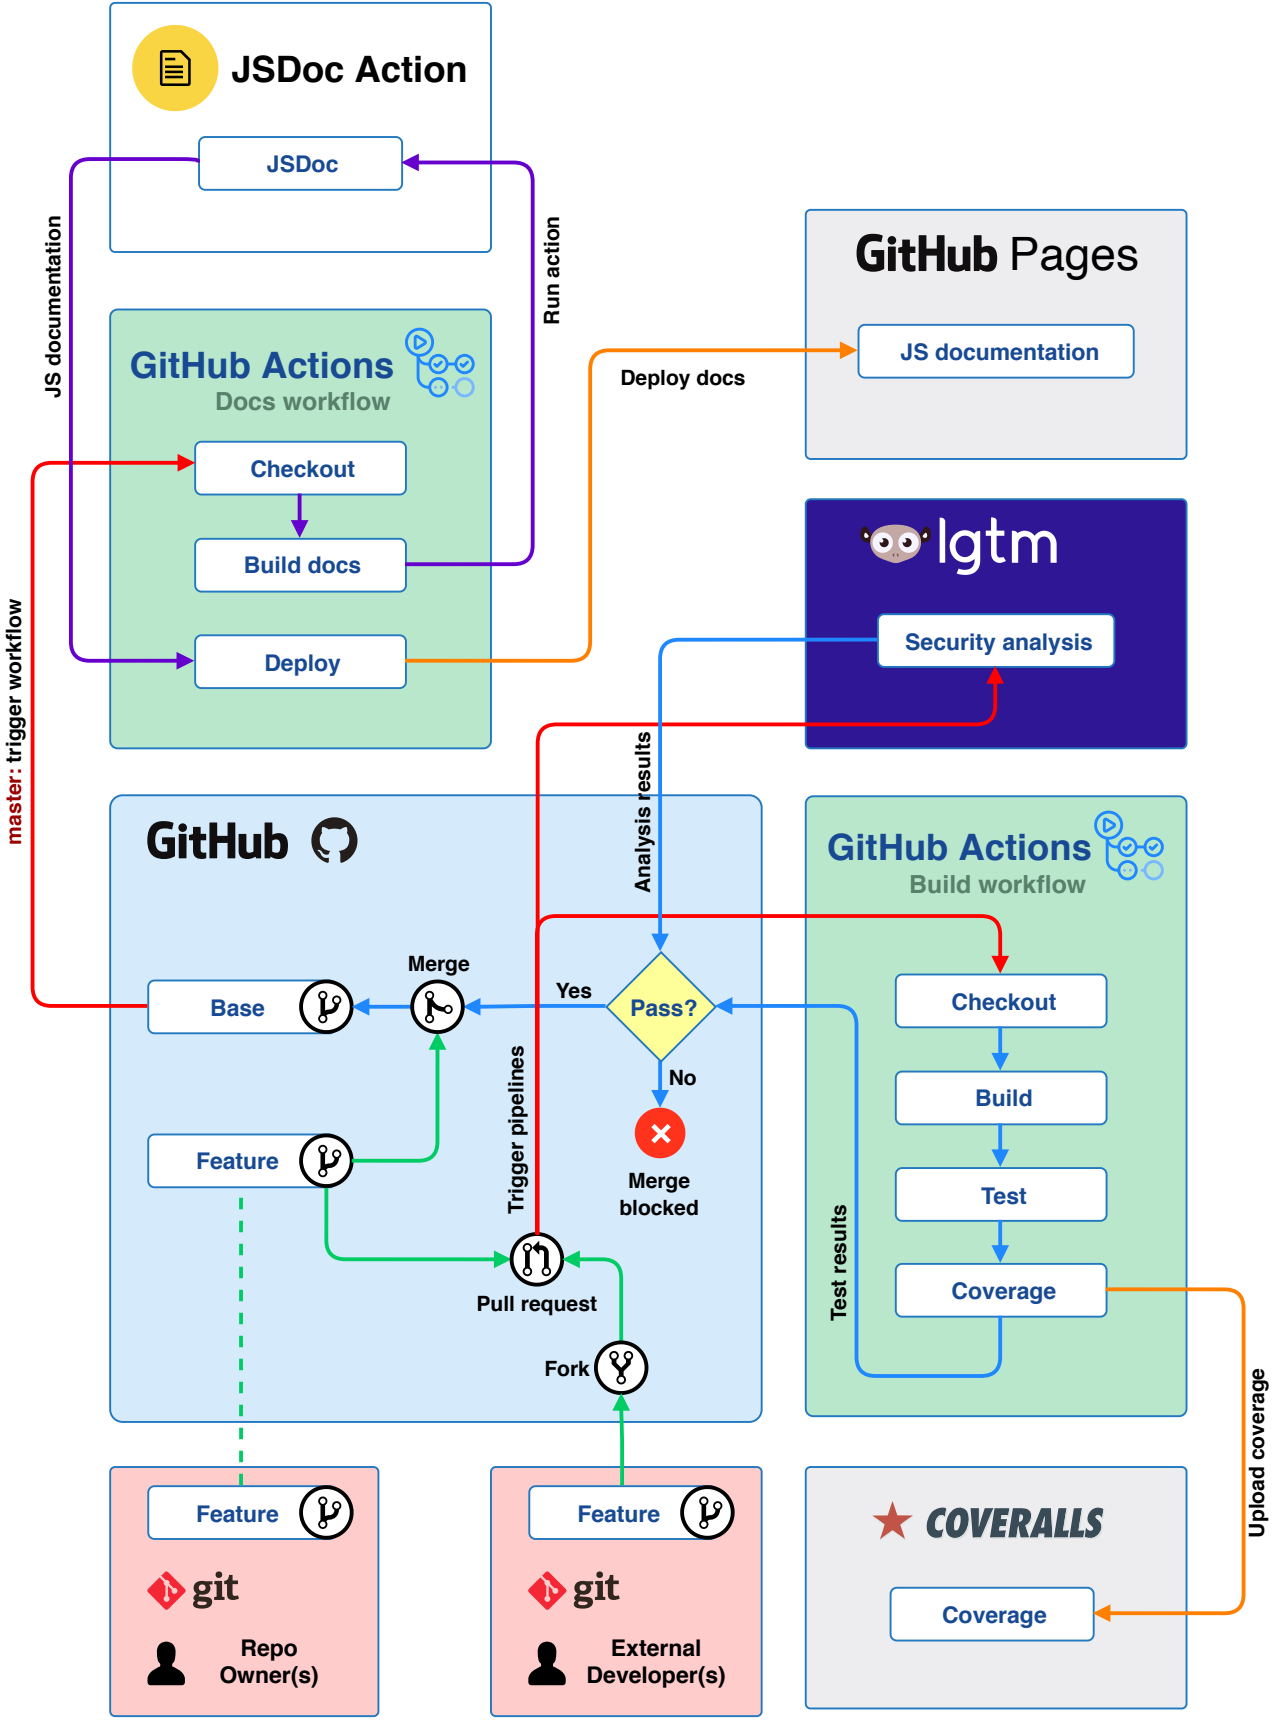 JSDoc Action
JSDoc
JS documentation
Run action
GitHub Pages
JS documentation
GitHub Actions
Docs workflow
Deploy docs
Checkout
Build docs
Deploy
lgtm
Security analysis
master: trigger workflow
Analysis results
GitHub
GitHub Actions
Build workflow
Merge
Base
Yes
Pass?
No
Checkout
Build
Trigger pipelines
Feature
Merge
blocked
Test
Test results
Coverage
Pull request
Fork
Upload coverage
Feature
git
Repo
Owner(s)
Feature
git
External
Developer(s)
COVERALLS
Coverage